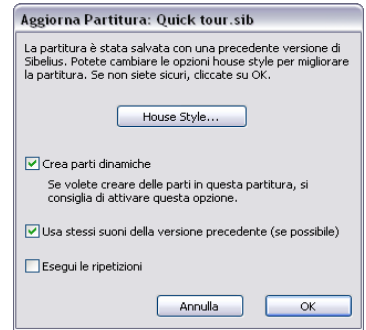 Aggiorna Partitura: Quick tour.sib
La partitura è stata salvata con una precedente versione di
Sibelius. Potete cambiare le opzioni house style per migliorare
la partitura. Se non siete sicuri, cliccate su OK.
House Style...
Crea parti dinamiche
Se volete creare delle parti in questa partitura, si
consiglia di attivare questa opzione.
Usa stessi suoni della versione precedente (se possibile)
Esegui le ripetizioni
Annulla OK